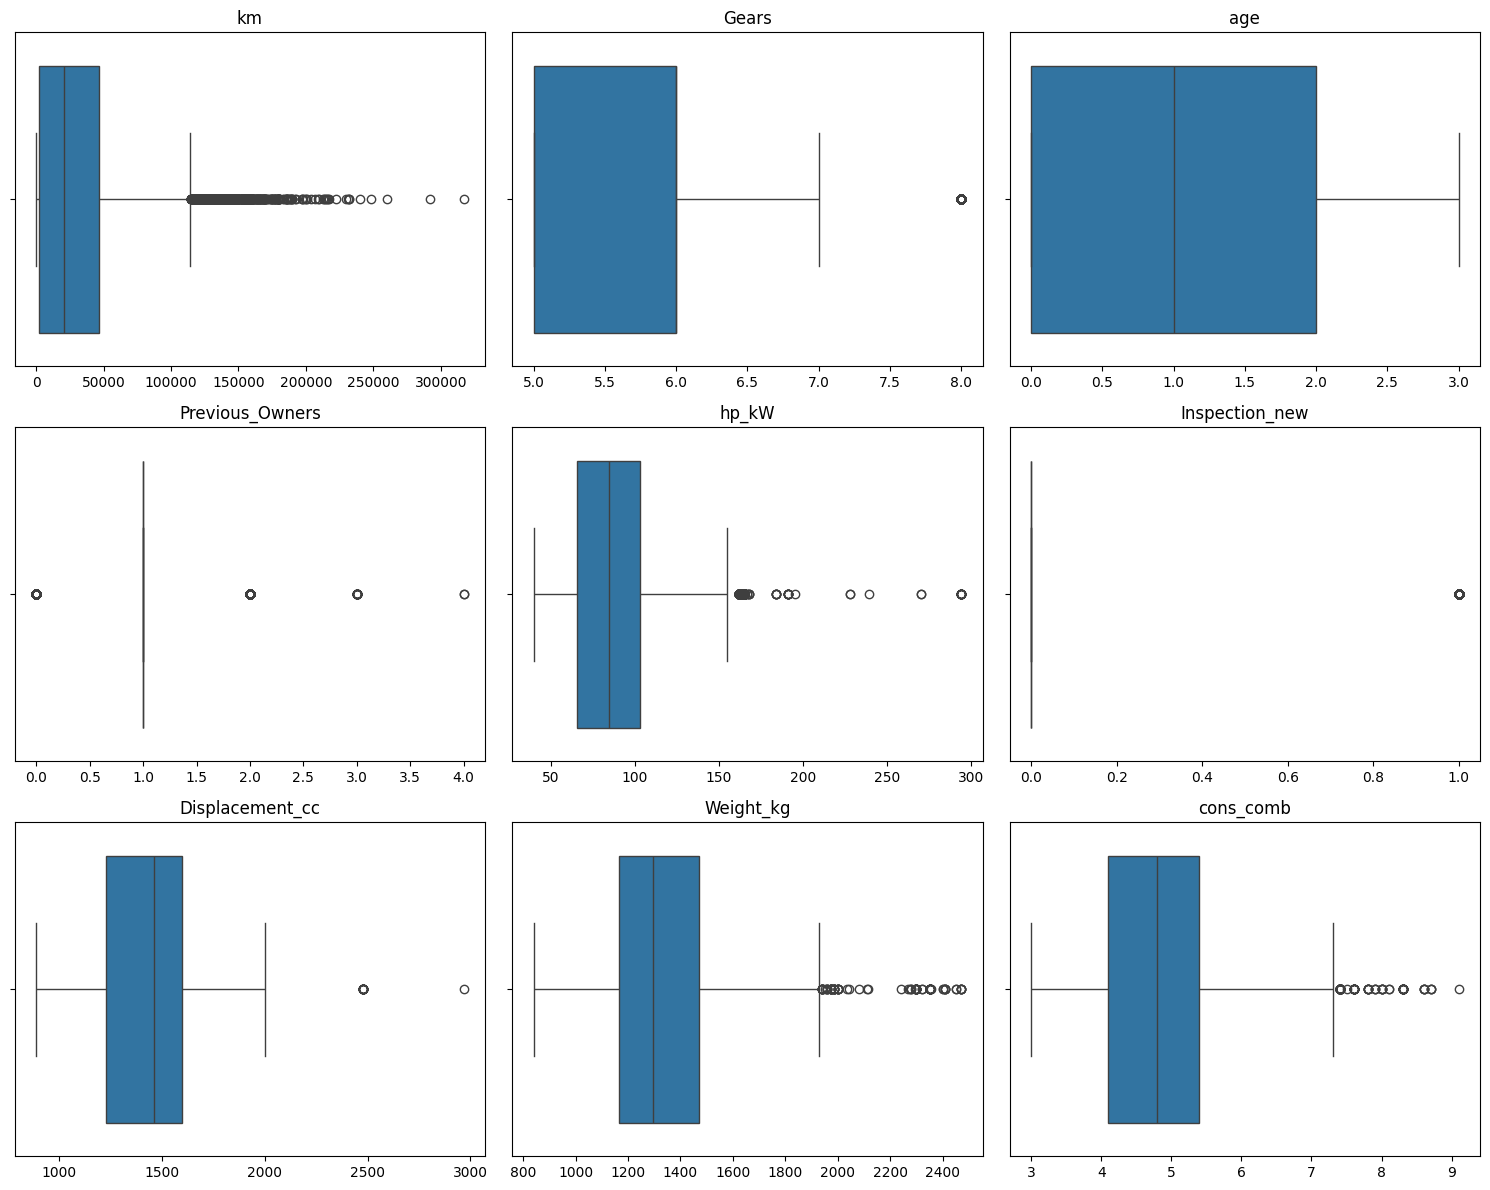 km
0 50000 100000 150000 200000 250000 300000
Gears
5.0 5.5 6.0 6.5 7.0 7.5 8.0
age
0.0 0.5 1.0 1.5 2.0 2.5 3.0
Previous_Owners
0.0 0.5 1.0 1.5 2.0 2.5 3.0 3.5 4.0
hp_kW
50 100 150 200 250 300
Inspection_new
0.0 0.2 0.4 0.6 0.8 1.0
Displacement_cc
1000 1500 2000 2500 3000
Weight_kg
800 1000 1200 1400 1600 1800 2000 2200 2400
cons_comb
3 4 5 6 7 8 9